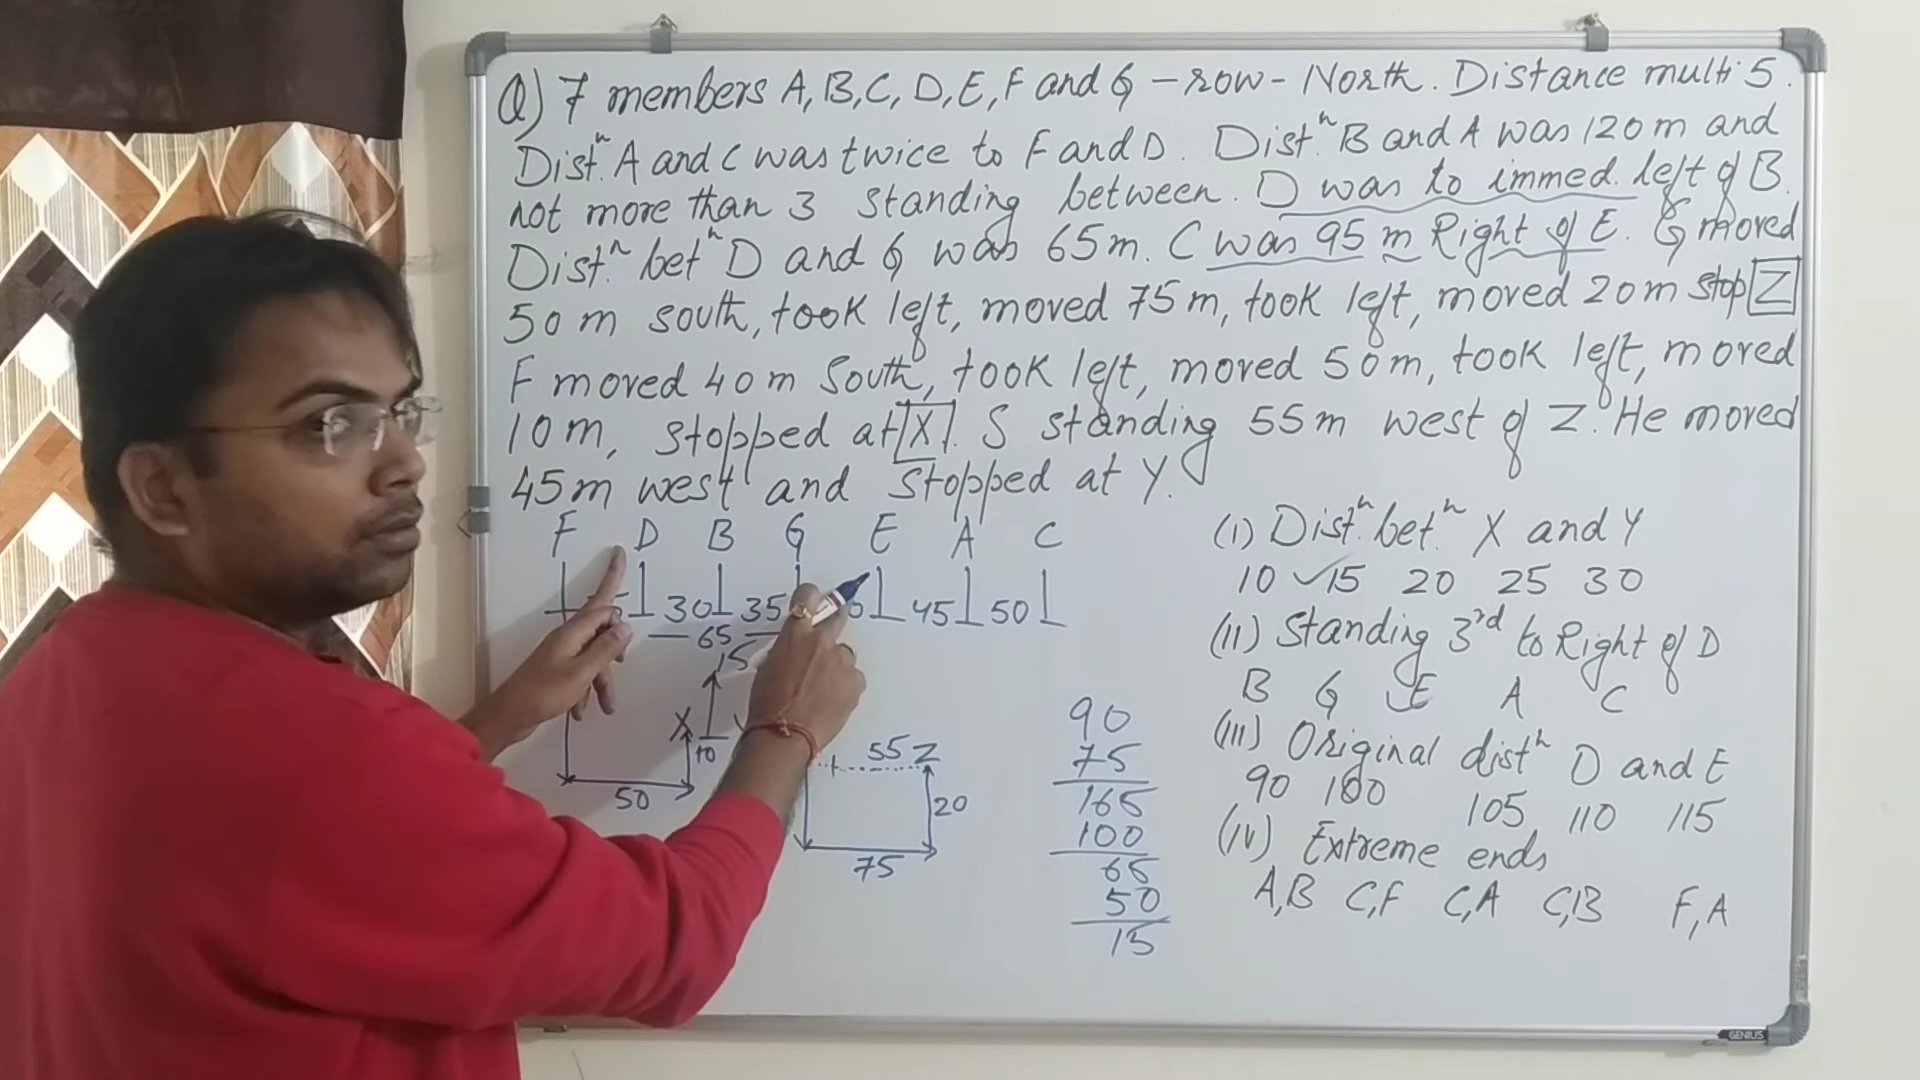 Q) 7 members A, B, C, D, E, F and G - row - North. Distance multi 5.
Dist.ⁿ A and C was twice to F and D. Dist.ⁿ B and A was 120 m and
not more than 3 standing between. D was to immed. left of B.
Dist.ⁿ betⁿ D and G was 65m. C was 95 m Right of E. G moved
50 m south, took left, moved 75 m, took left, moved 20 m stop Z
F moved 40 m South, took left, moved 50 m, took left, moved
10 m, stopped at X. S standing 55 m west of Z. He moved
45 m west and stopped at Y.
F D B G E A C
30 35 45 50
65
15
X
10
50
55 Z
20
75
90
75
165
100
65
50
15
(I) Dist.ⁿ bet.ⁿ X and Y
10 ✓15 20 25 30
(II) Standing 3rd to Right of D
B G E A C
(III) Original distⁿ D and E
90 100 105 110 115
(IV) Extreme ends
A,B C,F C,A C,B F,A
GENIUS